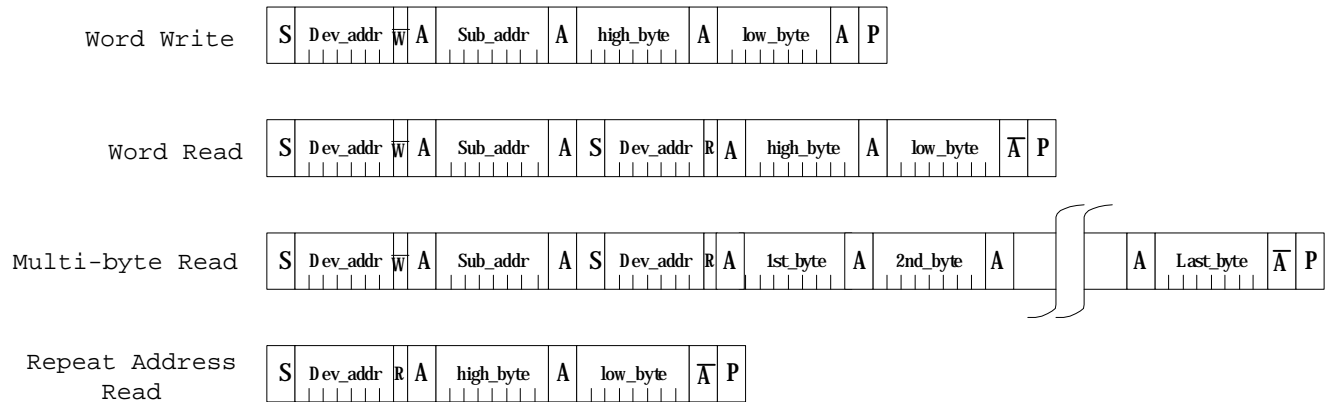 Word Write S Dev_addr W̅ A Sub_addr A high_byte A low_byte A P
Word Read S Dev_addr W̅ A Sub_addr A S Dev_addr R A high_byte A low_byte A̅ P
Multi-byte Read S Dev_addr W̅ A Sub_addr A S Dev_addr R A 1st_byte A 2nd_byte A A Last_byte A̅ P
Repeat Address
Read S Dev_addr R A high_byte A low_byte A̅ P